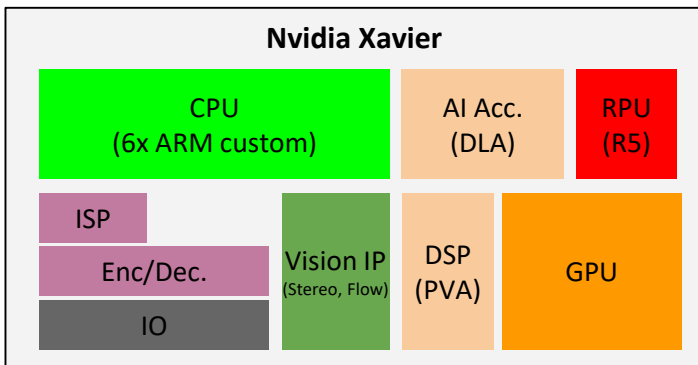 Nvidia Xavier
CPU
(6x ARM custom)
AI Acc.
(DLA)
RPU
(R5)
ISP
Enc/Dec.
IO
Vision IP
(Stereo, Flow)
DSP
(PVA)
GPU